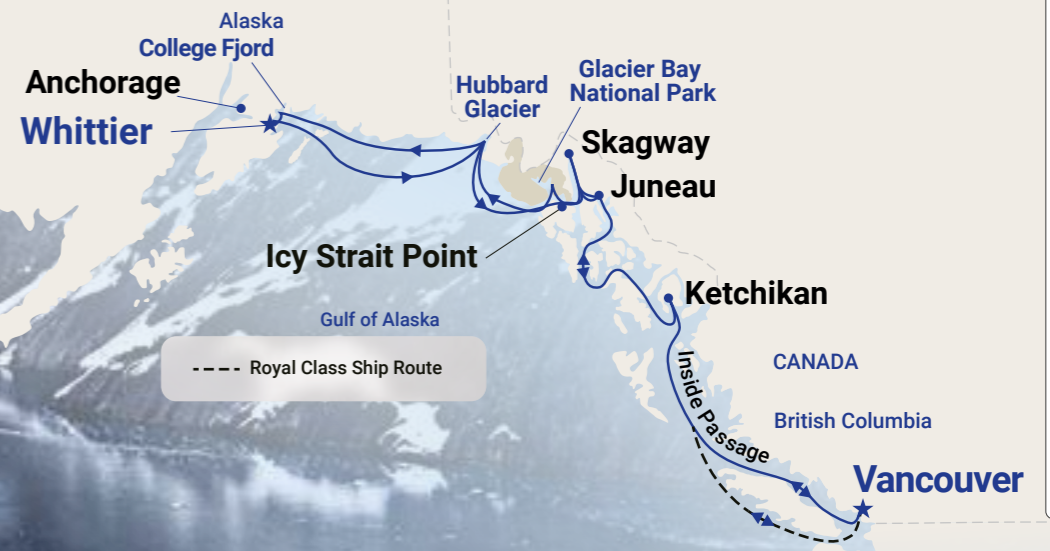 Alaska
College Fjord
Anchorage
Whittier
Hubbard
Glacier
Glacier Bay
National Park
Skagway
Juneau
Icy Strait Point
Ketchikan
Gulf of Alaska
Royal Class Ship Route
CANADA
Inside Passage
British Columbia
Vancouver